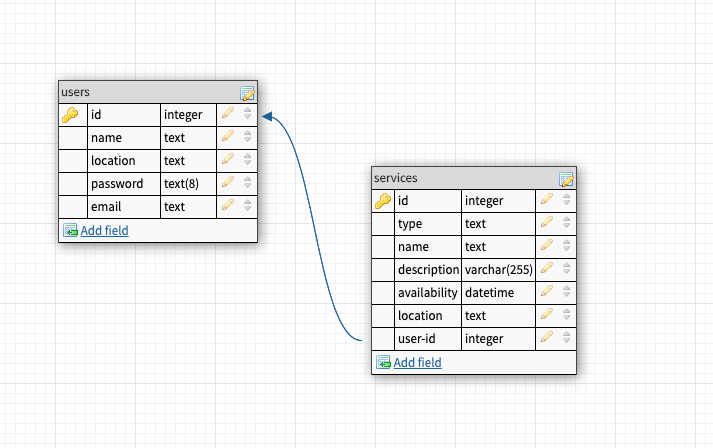 users
id integer
name text
location text
password text(8)
email text
Add field
services
id integer
type text
name text
description varchar(255)
availability datetime
location text
user-id integer
Add field